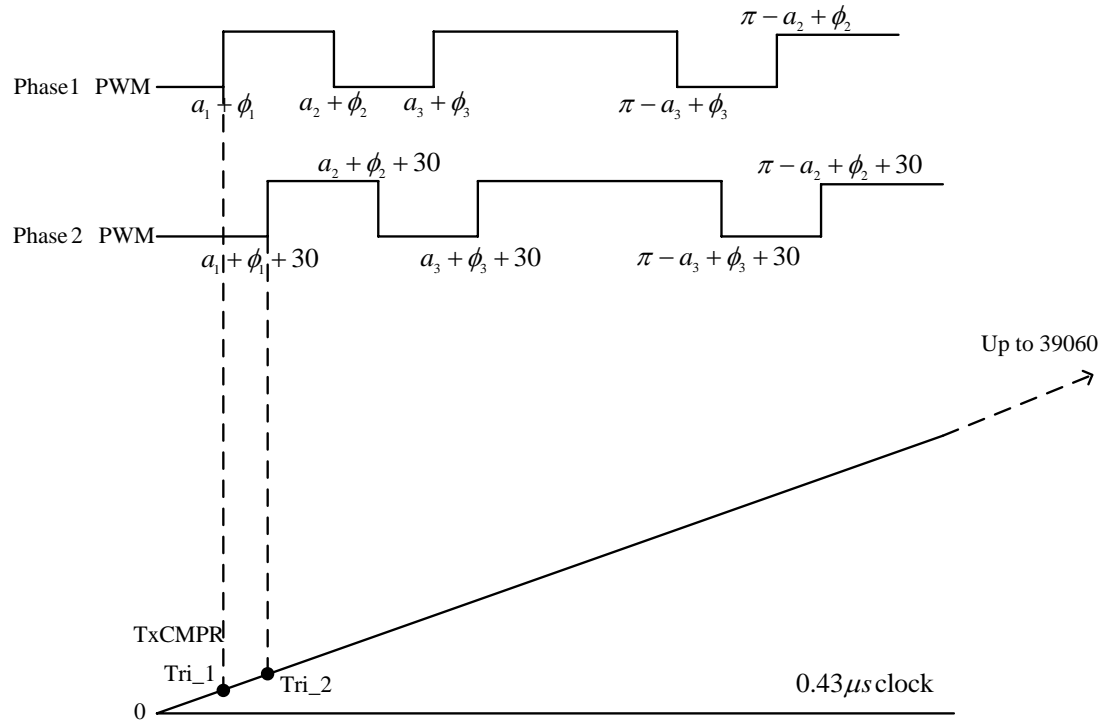 π − a₂ + ϕ₂
Phase1 PWM
a₁ + ϕ₁ a₂ + ϕ₂ a₃ + ϕ₃ π − a₃ + ϕ₃
a₂ + ϕ₂ + 30 π − a₂ + ϕ₂ + 30
Phase 2 PWM
a₁ + ϕ₁ + 30 a₃ + ϕ₃ + 30 π − a₃ + ϕ₃ + 30
Up to 39060
TxCMPR
Tri_1
Tri_2
0.43μs clock
0